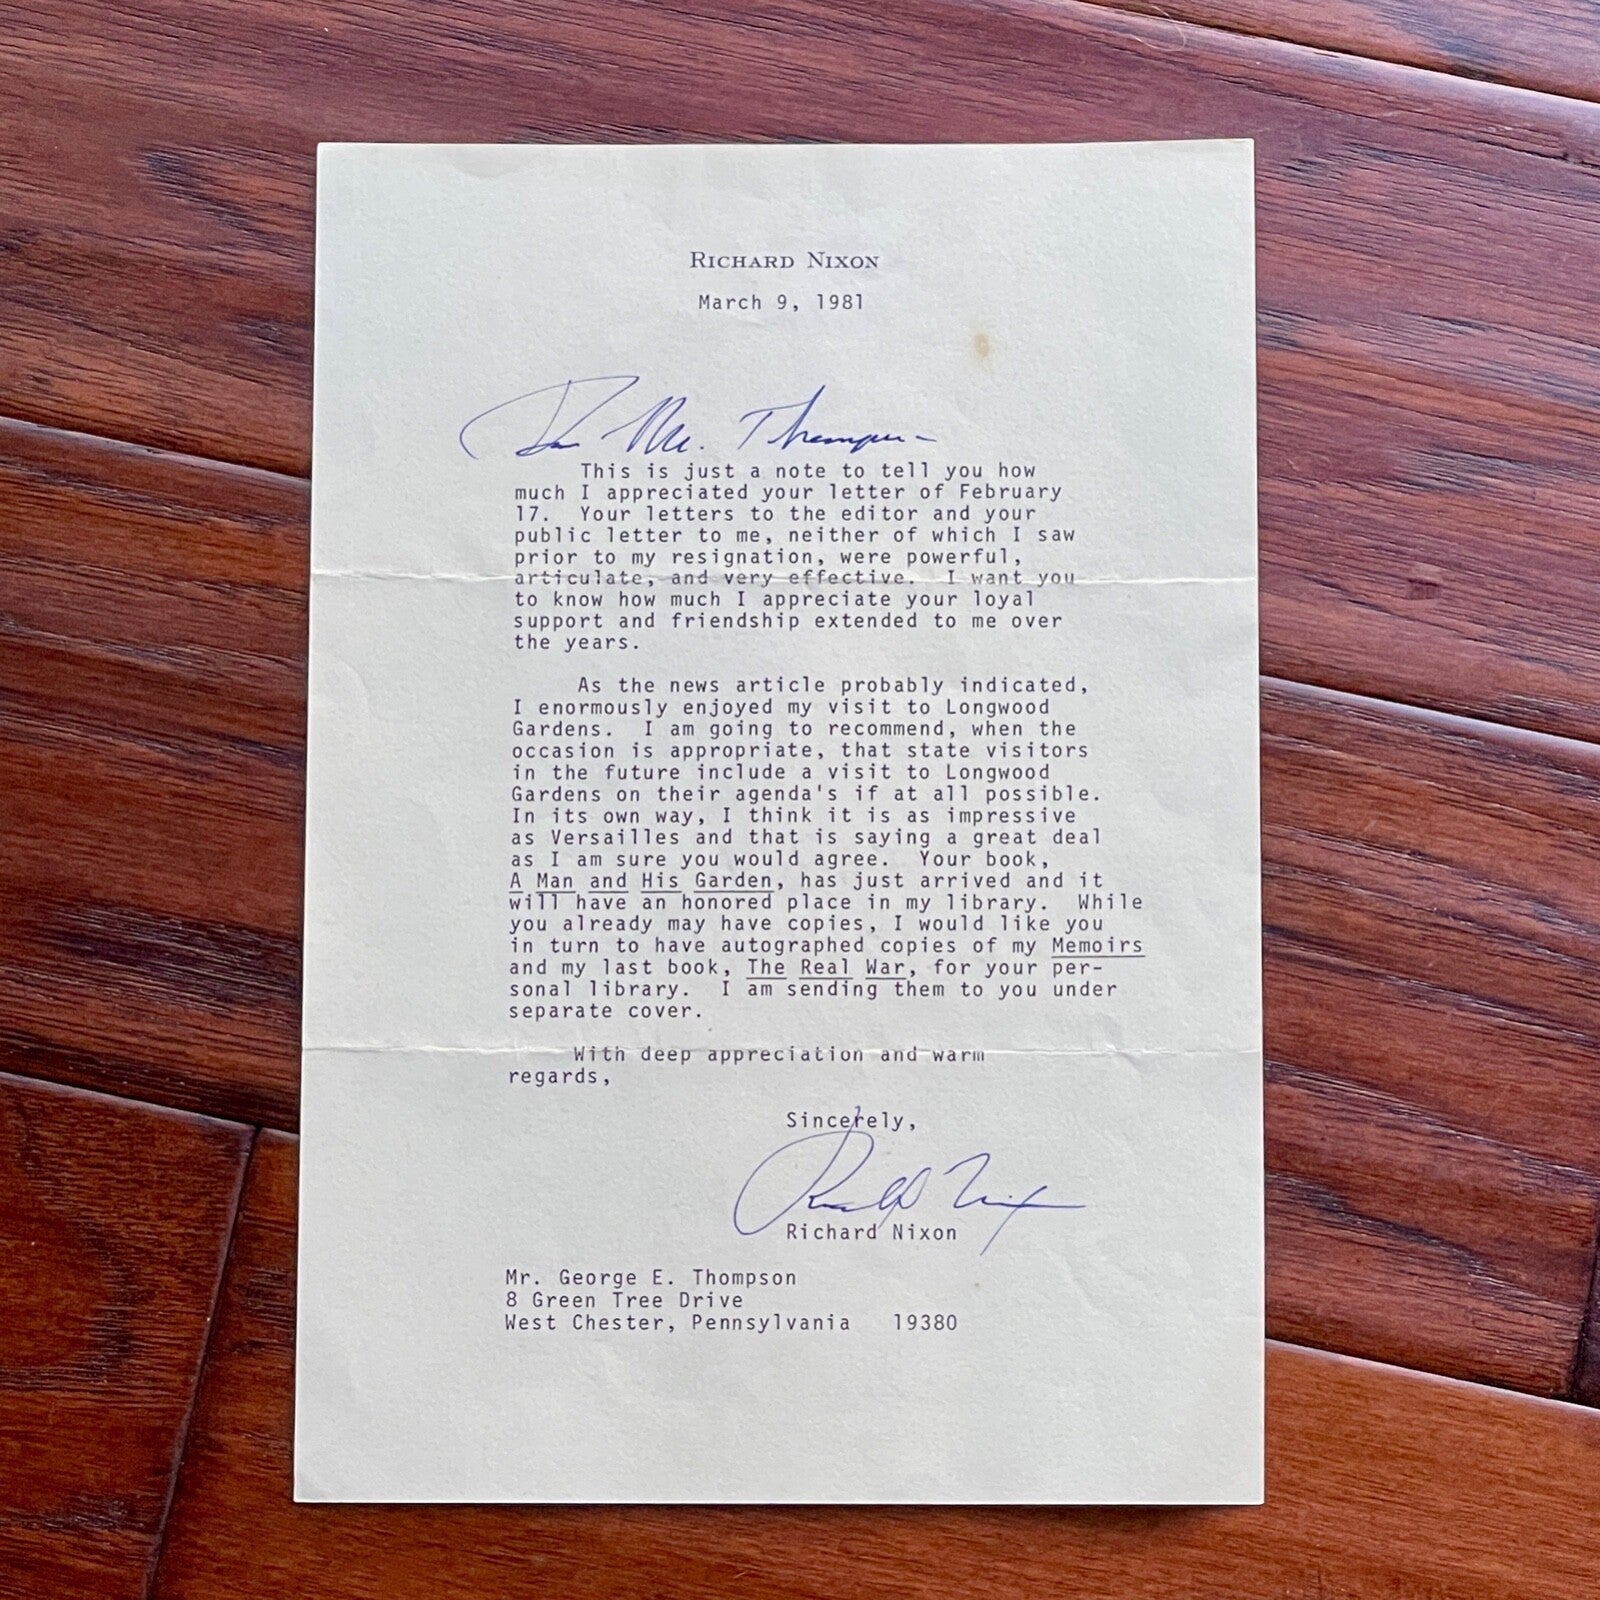 RICHARD NIXON
March 9, 1981
Dear Mr. Thompson -
This is just a note to tell you how
much I appreciated your letter of February
17. Your letters to the editor and your
public letter to me, neither of which I saw
prior to my resignation, were powerful,
articulate, and very effective. I want you
to know how much I appreciate your loyal
support and friendship extended to me over
the years.
As the news article probably indicated,
I enormously enjoyed my visit to Longwood
Gardens. I am going to recommend, when the
occasion is appropriate, that state visitors
in the future include a visit to Longwood
Gardens on their agenda's if at all possible.
In its own way, I think it is as impressive
as Versailles and that is saying a great deal
as I am sure you would agree. Your book,
A Man and His Garden, has just arrived and it
will have an honored place in my library. While
you already may have copies, I would like you
in turn to have autographed copies of my Memoirs
and my last book, The Real War, for your per-
sonal library. I am sending them to you under
separate cover.
With deep appreciation and warm
regards,
Sincerely,
Richard Nixon
Richard Nixon
Mr. George E. Thompson
8 Green Tree Drive
West Chester, Pennsylvania 19380